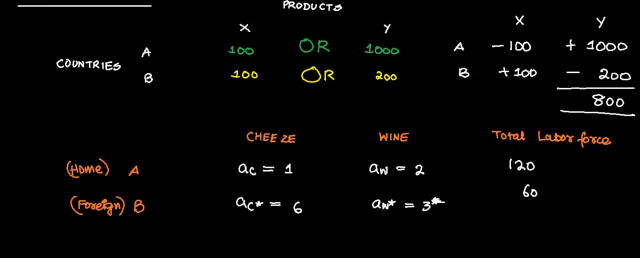 PRODUCTS
X Y X Y
A 100 OR 1000 A - 100 + 1000
COUNTRIES
B 100 OR 200 B + 100 - 200
800
CHEEZE WINE Total Labor force
(Home) A ac = 1 aw = 2 120
(Foreign) B ac* = 6 aw* = 3* 60